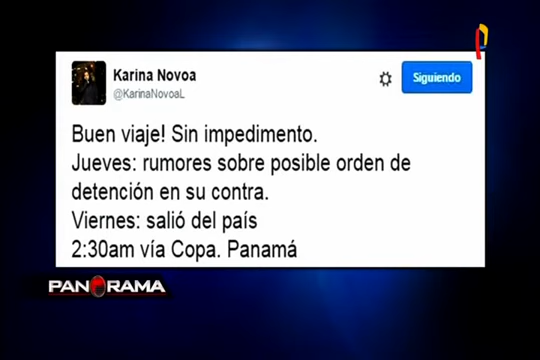 Karina Novoa
@KarinaNovoaL
Siguiendo
Buen viaje! Sin impedimento.
Jueves: rumores sobre posible orden de
detención en su contra.
Viernes: salió del país
2:30am vía Copa. Panamá
PANORAMA